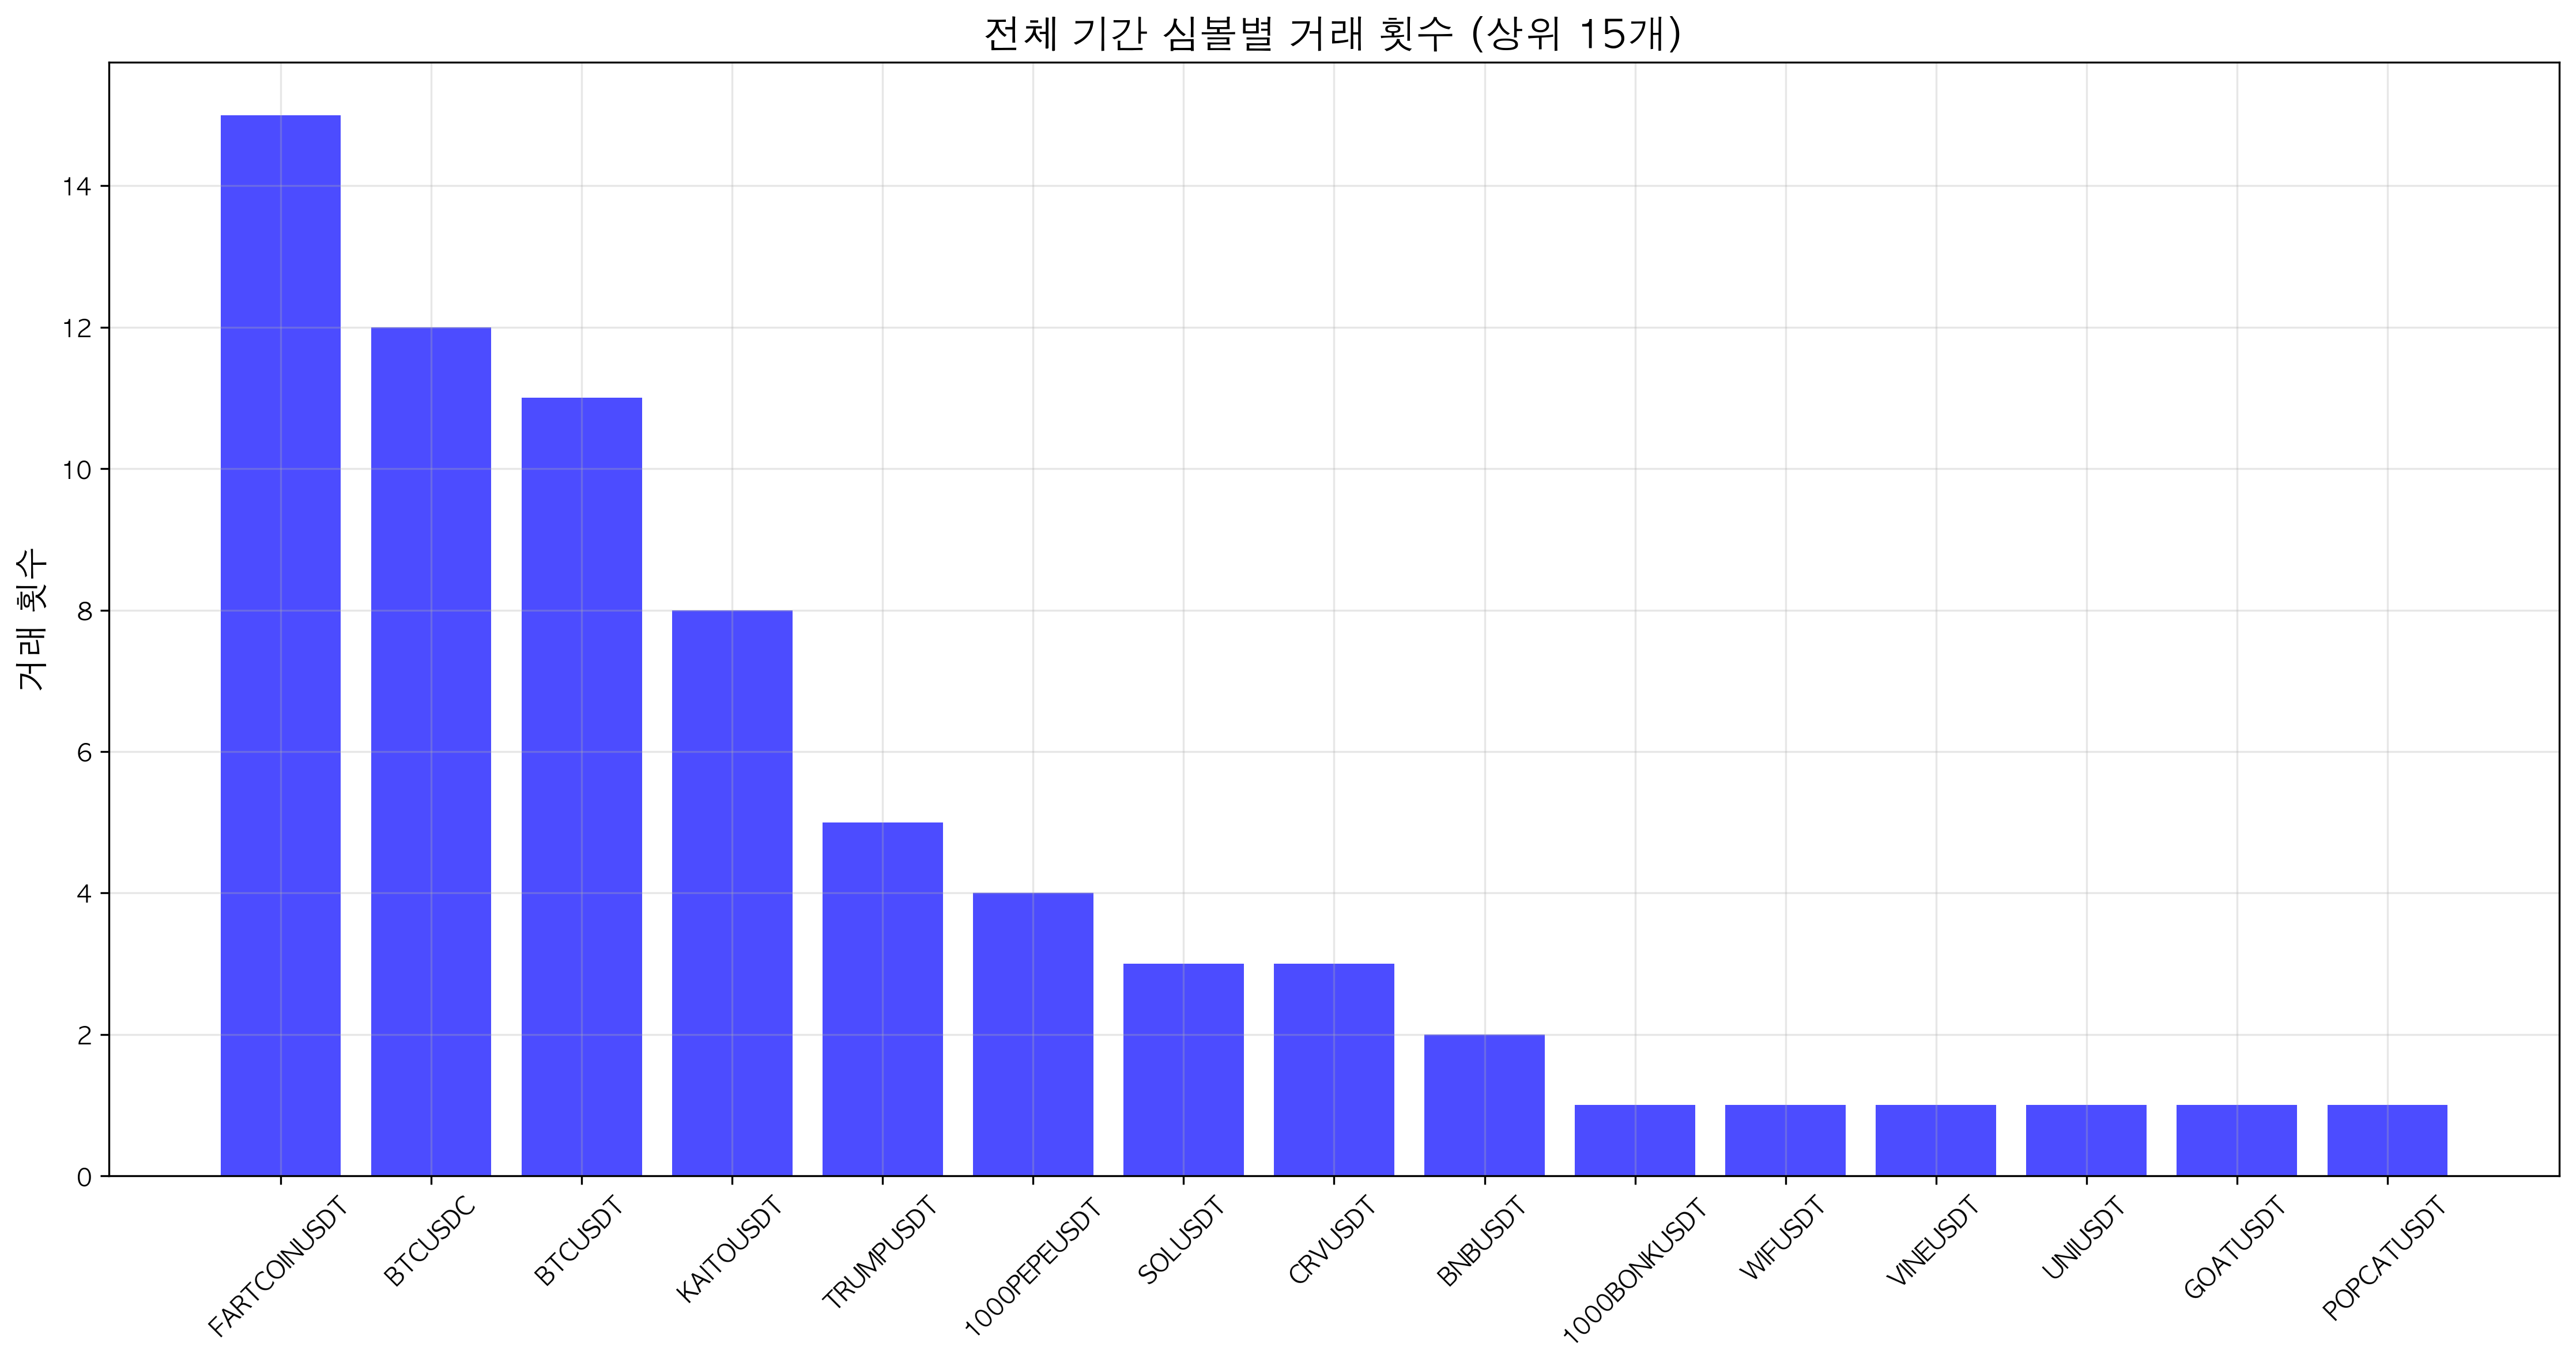 전체 기간 심볼별 거래 횟수 (상위 15개)
거래 횟수
14
12
10
8
6
4
2
0
FARTCOINUSDT
BTCUSDC
BTCUSDT
KAITOUSDT
TRUMPUSDT
1000PEPEUSDT
SOLUSDT
CRVUSDT
BNBUSDT
1000BONKUSDT
WIFUSDT
VINEUSDT
UNIUSDT
GOATUSDT
POPCATUSDT